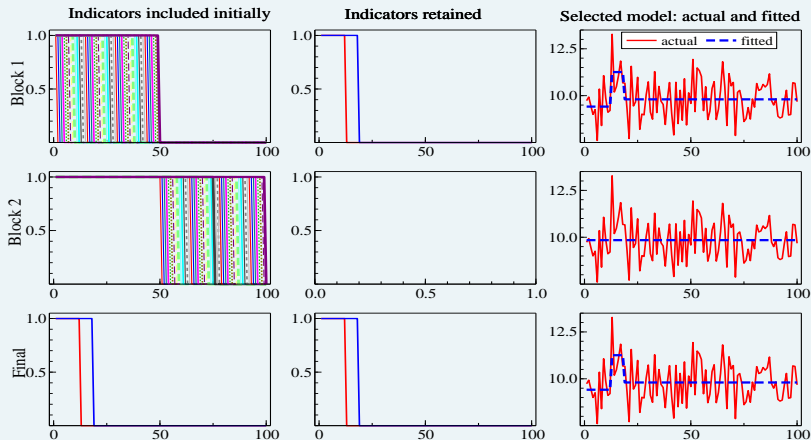 Indicators included initially
Indicators retained
Selected model: actual and fitted
Block 1
1.0
0.5
0 50 100
1.0
0.5
0 50 100
12.5
10.0
actual fitted
0 50 100
Block 2
1.0
0.5
0 50 100
1.0
0.5
0.0 0.5 1.0
12.5
10.0
0 50 100
Final
1.0
0.5
0 50 100
1.0
0.5
0 50 100
12.5
10.0
0 50 100